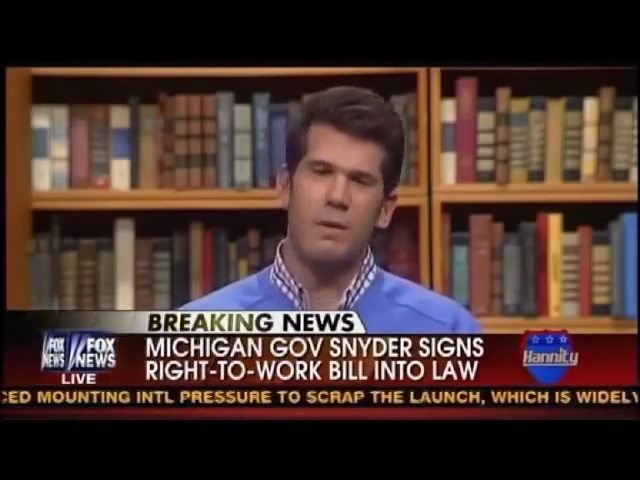 BREAKING NEWS
FOX NEWS
FOX NEWS
LIVE
MICHIGAN GOV SNYDER SIGNS
RIGHT-TO-WORK BILL INTO LAW
Hannity
CED MOUNTING INTL PRESSURE TO SCRAP THE LAUNCH, WHICH IS WIDELY